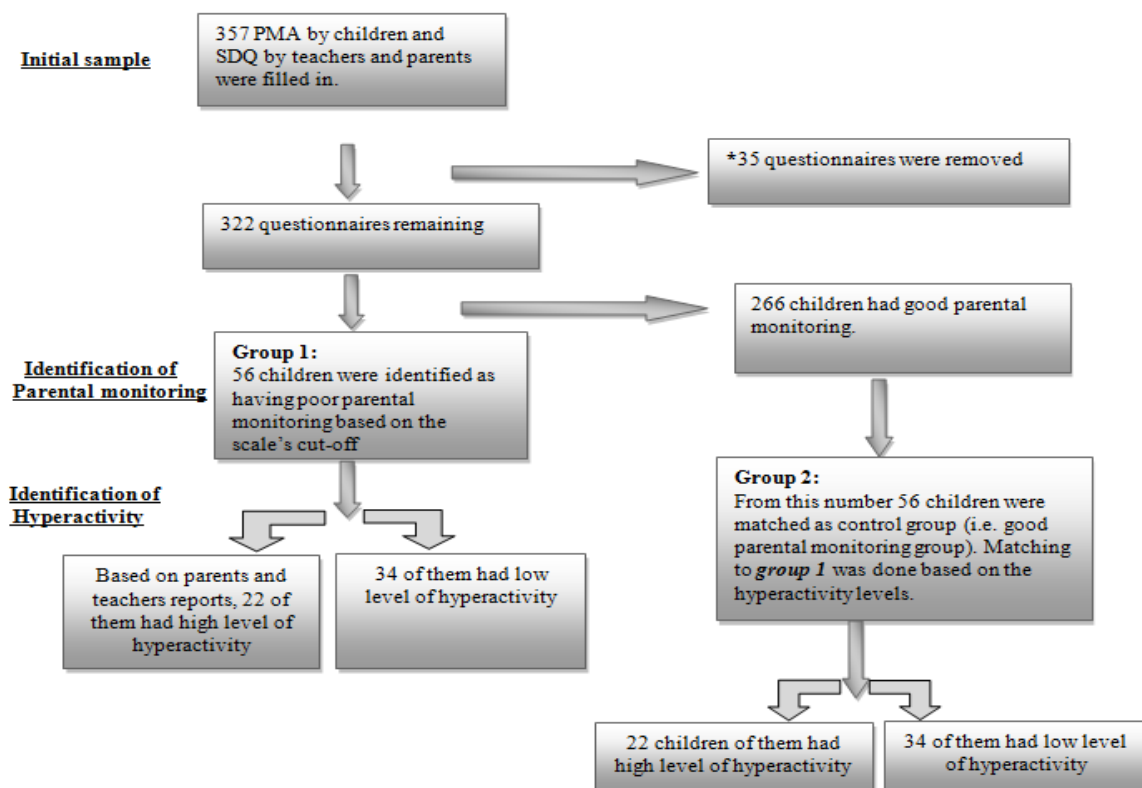 357 PMA by children and
SDQ by teachers and parents
were filled in.
Initial sample
*35 questionnaires were removed
322 questionnaires remaining
266 children had good parental
monitoring.
Identification of
Parental monitoring
Group 1:
56 children were identified as
having poor parental
monitoring based on the
scale’s cut-off
Identification of
Hyperactivity
Group 2:
From this number 56 children were
matched as control group (i.e. good
parental monitoring group). Matching
to group 1 was done based on the
hyperactivity levels.
Based on parents and
teachers reports, 22 of
them had high level of
hyperactivity
34 of them had low
level of hyperactivity
22 children of them had
high level of hyperactivity
34 of them had low level
of hyperactivity